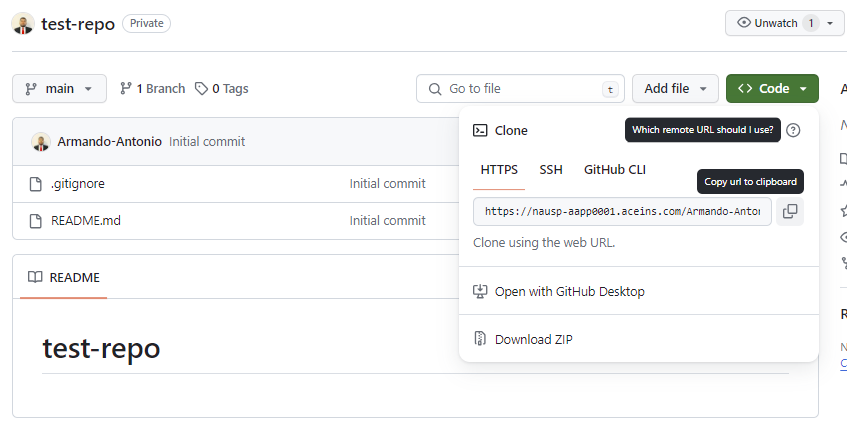 test-repo Private
Unwatch 1
main 1 Branch 0 Tags
Go to file t
Add file
Code
Armando-Antonio Initial commit
.gitignore Initial commit
README.md Initial commit
Clone
Which remote URL should I use?
HTTPS SSH GitHub CLI
Copy url to clipboard
https://nausp-aapp0001.aceins.com/Armando-Anto
Clone using the web URL.
Open with GitHub Desktop
Download ZIP
README
test-repo